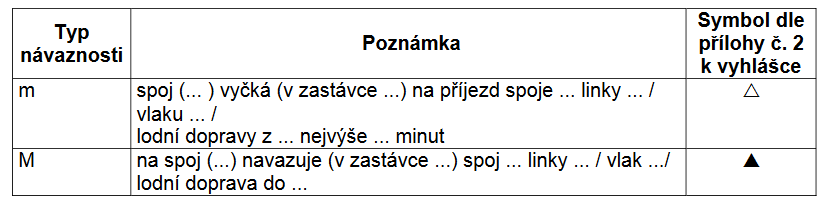 Typ
návaznosti
Poznámka
Symbol dle
přílohy č. 2
k vyhlášce
m
spoj (... ) vyčká (v zastávce ...) na příjezd spoje ... linky ... /
vlaku ... /
lodní dopravy z ... nejvýše ... minut
△
M
na spoj (...) navazuje (v zastávce ...) spoj ... linky ... / vlak .../
lodní doprava do ...
▲